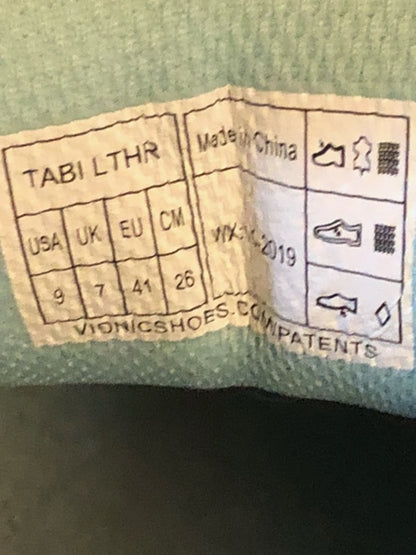 TABI LTHR
USA UK EU CM
9 7 41 26
Made in China
2019
VIONICSHOES.COM/PATENTS